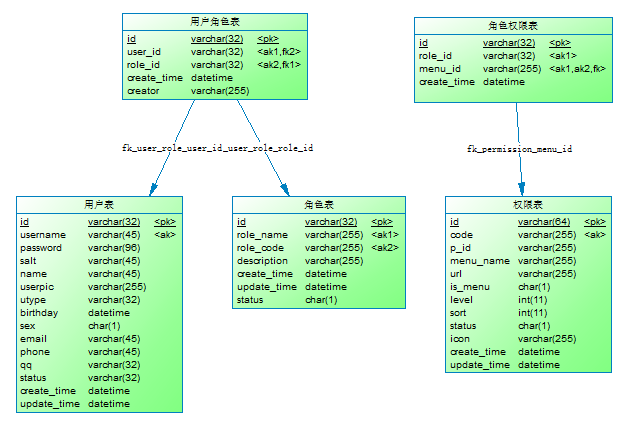 用户角色表
id varchar(32) <pk>
user_id varchar(32) <ak1,fk2>
role_id varchar(32) <ak2,fk1>
create_time datetime
creator varchar(255)
角色权限表
id varchar(32) <pk>
role_id varchar(32) <ak1>
menu_id varchar(255) <ak1,ak2,fk>
create_time datetime
fk_user_role_user_id_user_role_role_id
fk_permission_menu_id
用户表
id varchar(32) <pk>
username varchar(45) <ak>
password varchar(96)
salt varchar(45)
name varchar(45)
userpic varchar(255)
utype varchar(32)
birthday datetime
sex char(1)
email varchar(45)
phone varchar(45)
qq varchar(32)
status varchar(32)
create_time datetime
update_time datetime
角色表
id varchar(32) <pk>
role_name varchar(255) <ak1>
role_code varchar(255) <ak2>
description varchar(255)
create_time datetime
update_time datetime
status char(1)
权限表
id varchar(64) <pk>
code varchar(255) <ak>
p_id varchar(255)
menu_name varchar(255)
url varchar(255)
is_menu char(1)
level int(11)
sort int(11)
status char(1)
icon varchar(255)
create_time datetime
update_time datetime